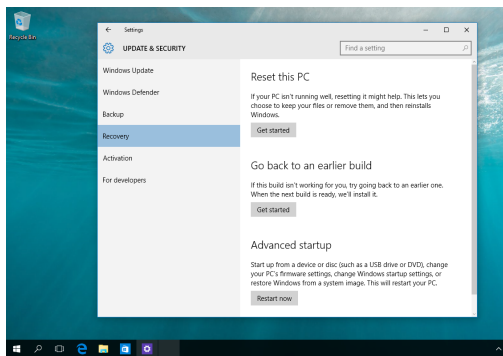 Recycle Bin
Settings
UPDATE & SECURITY
Find a setting
Windows Update
Windows Defender
Backup
Recovery
Activation
For developers
Reset this PC
If your PC isn't running well, resetting it might help. This lets you
choose to keep your files or remove them, and then reinstalls
Windows.
Get started
Go back to an earlier build
If this build isn't working for you, try going back to an earlier one.
When the next build is ready, we'll install it.
Get started
Advanced startup
Start up from a device or disc (such as a USB drive or DVD), change
your PC's firmware settings, change Windows startup settings, or
restore Windows from a system image. This will restart your PC.
Restart now